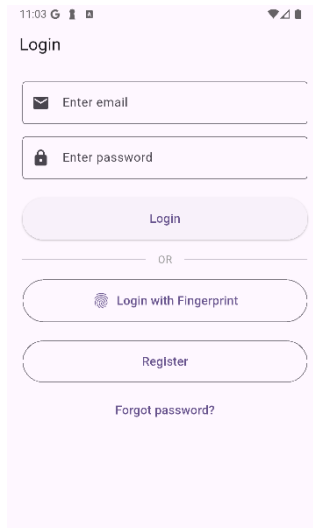 11:03 G
Login
Enter email
Enter password
Login
OR
Login with Fingerprint
Register
Forgot password?